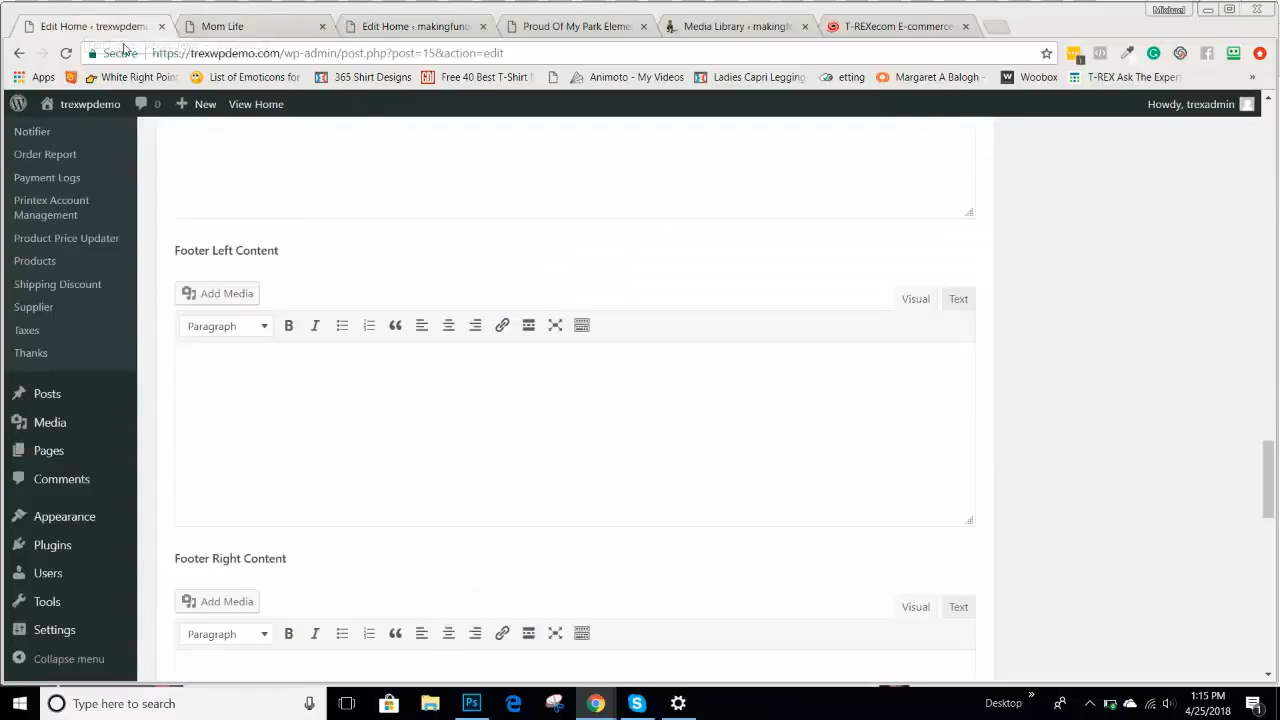 Michael
Edit Home ‹ trexwpdemo
Mom Life
Edit Home ‹ makingfunc
Proud Of My Park Eleme
Media Library ‹ makingf
T-REXecom E-commerce
Secure
https://trexwpdemo.com/wp-admin/post.php?post=15&action=edit
Apps
White Right Poin
List of Emoticons for
365 Shirt Designs
Free 40 Best T-Shirt
Animoto - My Videos
Ladies Capri Legging
etting
Margaret A Balogh -
Woobox
T-REX Ask The Exper
»
trexwpdemo
0
New
View Home
Howdy, trexadmin
Notifier
Order Report
Payment Logs
Printex Account
Management
Product Price Updater
Products
Shipping Discount
Supplier
Taxes
Thanks
Posts
Media
Pages
Comments
Appearance
Plugins
Users
Tools
Settings
Collapse menu
Footer Left Content
Add Media
Visual
Text
Paragraph
B I
Footer Right Content
Add Media
Visual
Text
Paragraph
B I
Type here to search
Ps
Desktop
»
1:15 PM
4/25/2018